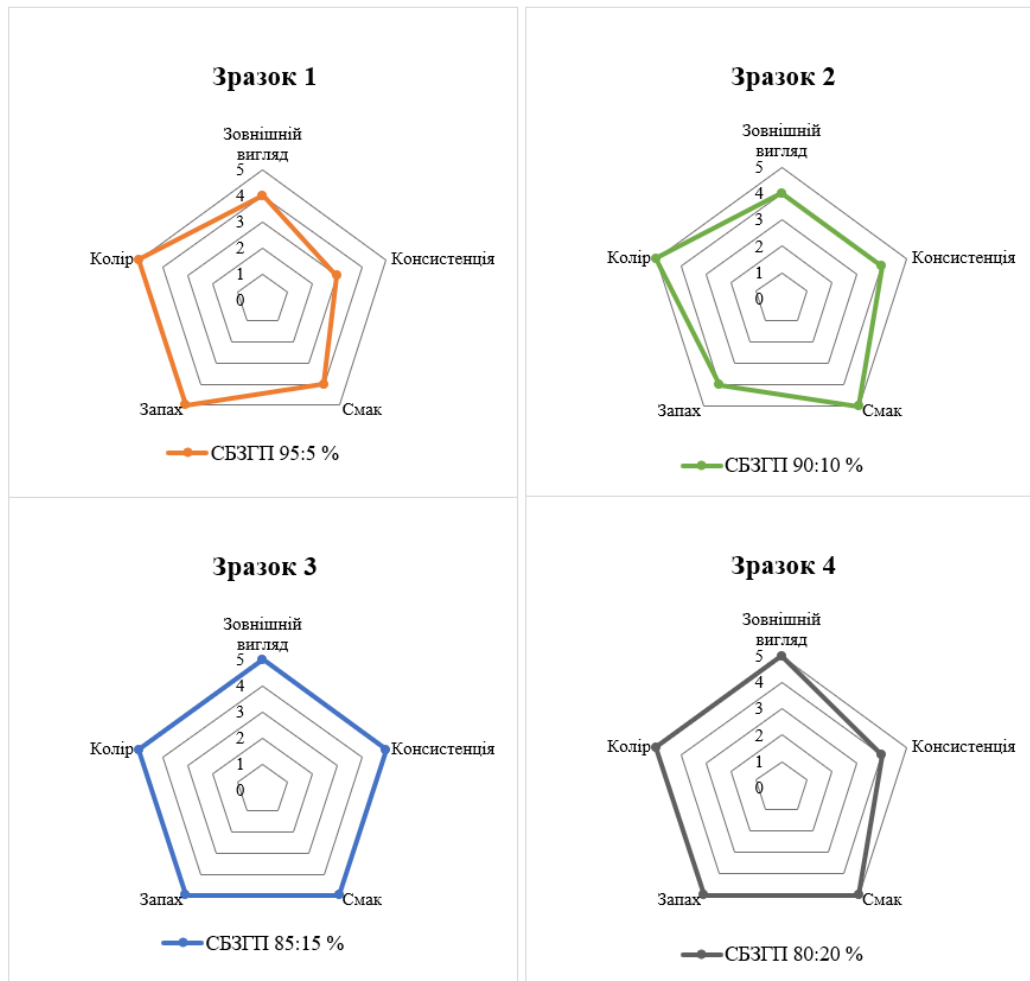 Зразок 1
Зовнішній
вигляд
5
4
3
2
1
0
Колір
Консистенція
Запах
Смак
СБЗГП 95:5 %
Зразок 2
Зовнішній
вигляд
5
4
3
2
1
0
Колір
Консистенція
Запах
Смак
СБЗГП 90:10 %
Зразок 3
Зовнішній
вигляд
5
4
3
2
1
0
Колір
Консистенція
Запах
Смак
СБЗГП 85:15 %
Зразок 4
Зовнішній
вигляд
5
4
3
2
1
0
Колір
Консистенція
Запах
Смак
СБЗГП 80:20 %